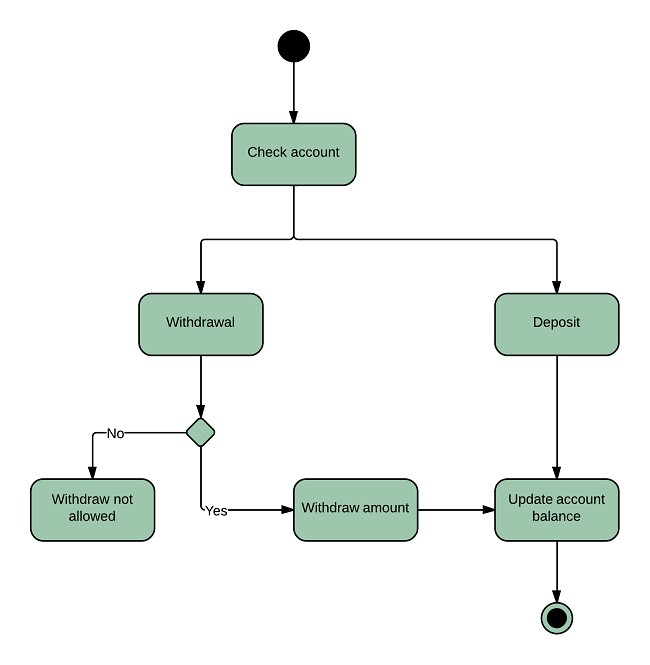 Check account
Withdrawal
Deposit
No
Withdraw not
allowed
Yes
Withdraw amount
Update account
balance